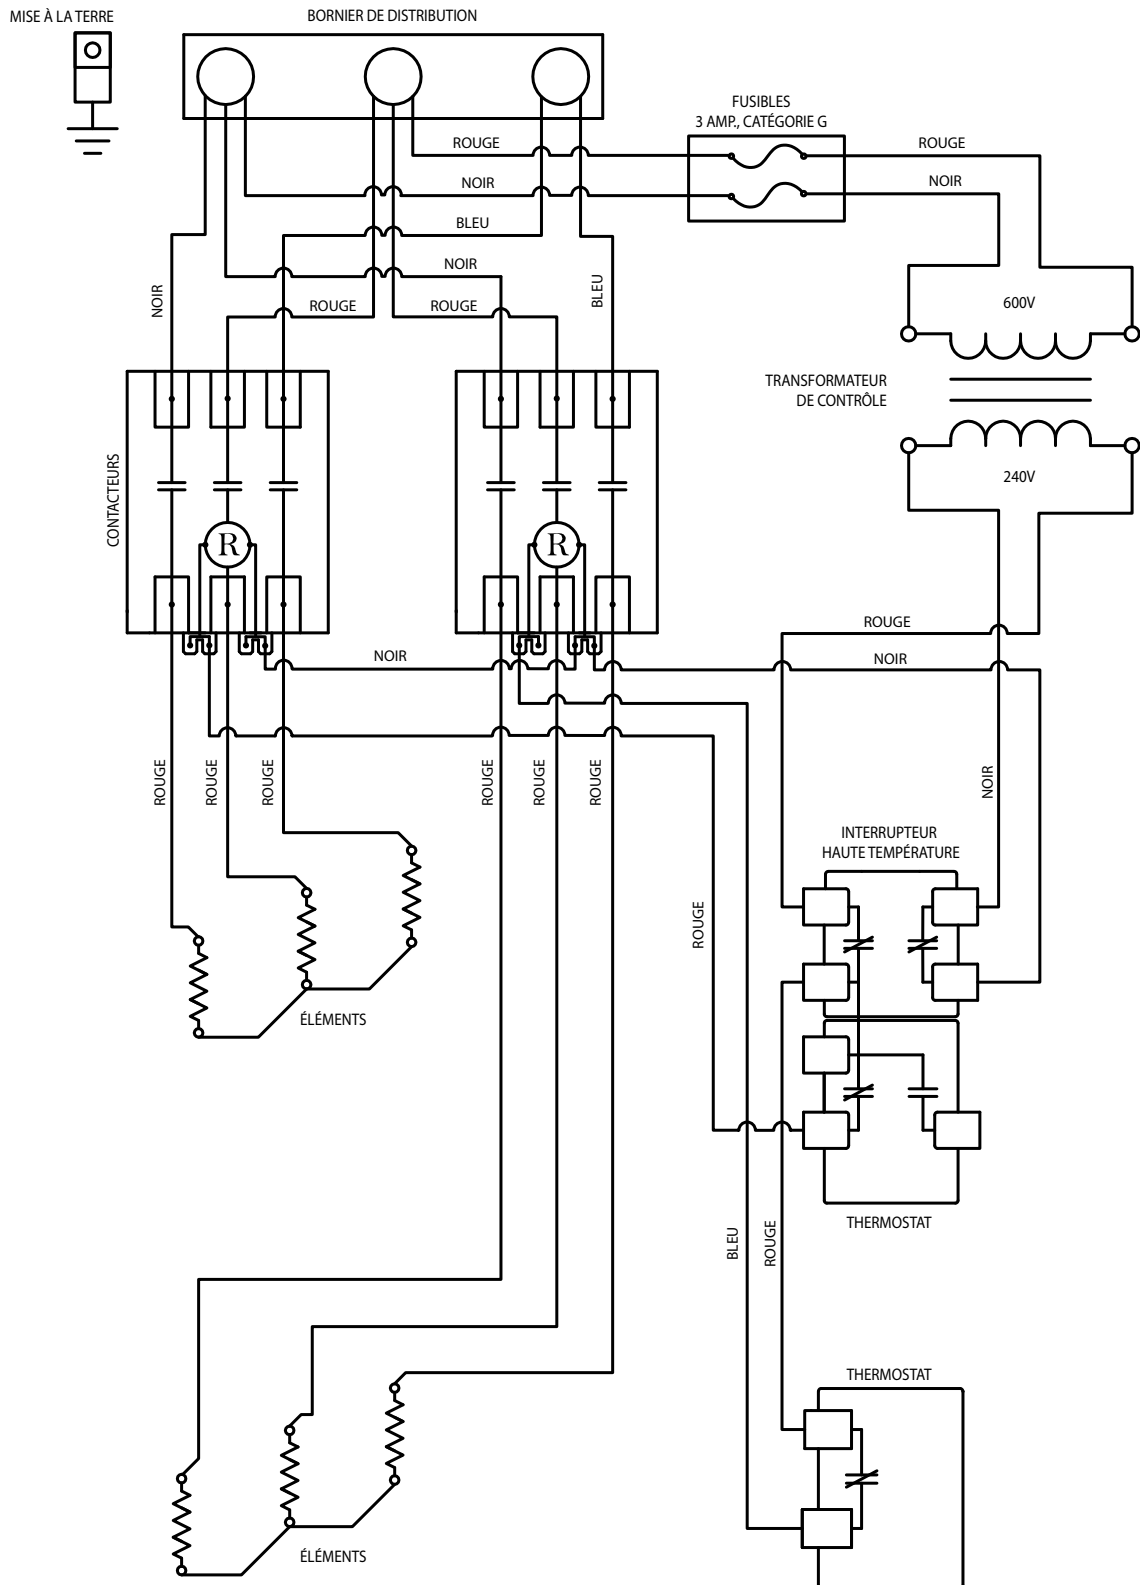 MISE À LA TERRE
BORNIER DE DISTRIBUTION
FUSIBLES
3 AMP., CATÉGORIE G
ROUGE
ROUGE
NOIR
NOIR
BLEU
NOIR
NOIR
BLEU
ROUGE
ROUGE
600V
TRANSFORMATEUR
DE CONTRÔLE
240V
CONTACTEURS
R
R
ROUGE
NOIR
NOIR
ROUGE
ROUGE
ROUGE
ROUGE
ROUGE
ROUGE
NOIR
INTERRUPTEUR
HAUTE TEMPÉRATURE
ROUGE
ÉLÉMENTS
THERMOSTAT
BLEU
ROUGE
THERMOSTAT
ÉLÉMENTS